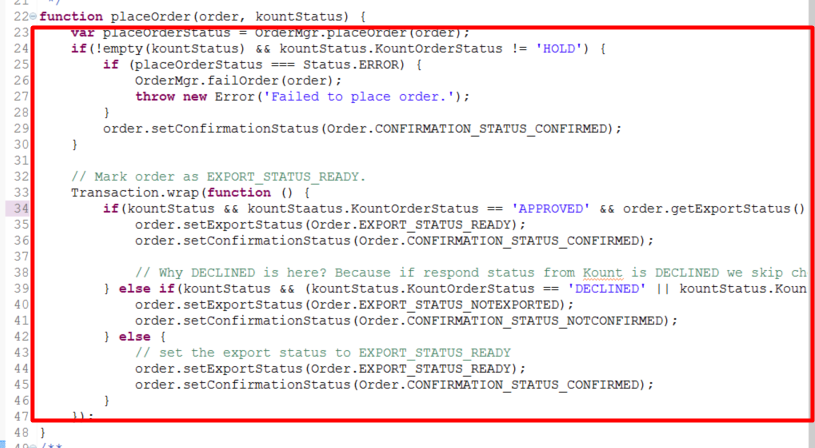 21 */
22 function placeOrder(order, kountStatus) {
23 var placeOrderStatus = OrderMgr.placeOrder(order);
24 if(!empty(kountStatus) && kountStatus.KountOrderStatus != 'HOLD') {
25 if (placeOrderStatus === Status.ERROR) {
26 OrderMgr.failOrder(order);
27 throw new Error('Failed to place order.');
28 }
29 order.setConfirmationStatus(Order.CONFIRMATION_STATUS_CONFIRMED);
30 }
31
32 // Mark order as EXPORT_STATUS_READY.
33 Transaction.wrap(function () {
34 if(kountStatus && kountStaatus.KountOrderStatus == 'APPROVED' && order.getExportStatus()
35 order.setExportStatus(Order.EXPORT_STATUS_READY);
36 order.setConfirmationStatus(Order.CONFIRMATION_STATUS_CONFIRMED);
37
38 // Why DECLINED is here? Because if respond status from Kount is DECLINED we skip ch
39 } else if(kountStatus && (kountStatus.KountOrderStatus == 'DECLINED' || kountStatus.Koun
40 order.setExportStatus(Order.EXPORT_STATUS_NOTEXPORTED);
41 order.setConfirmationStatus(Order.CONFIRMATION_STATUS_NOTCONFIRMED);
42 } else {
43 // set the export status to EXPORT_STATUS_READY
44 order.setExportStatus(Order.EXPORT_STATUS_READY);
45 order.setConfirmationStatus(Order.CONFIRMATION_STATUS_CONFIRMED);
46 }
47 });
48 }
49 /**